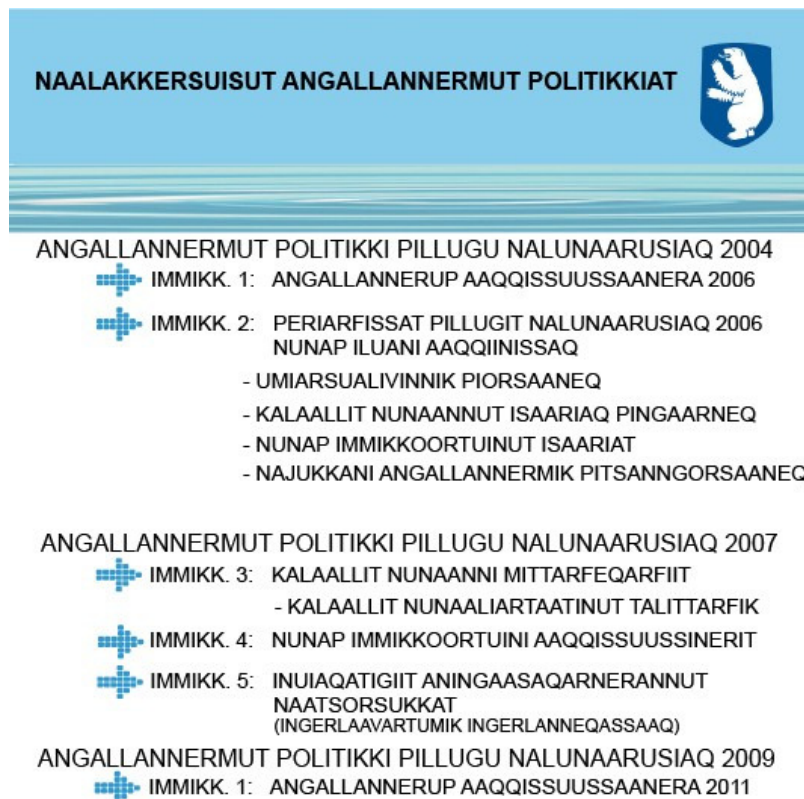 NAALAKKERSUISUT ANGALLANNERMUT POLITIKKIAT
ANGALLANNERMUT POLITIKKI PILLUGU NALUNAARUSIAQ 2004
IMMIKK. 1: ANGALLANNERUP AAQQISSUUSSAANERA 2006
IMMIKK. 2: PERIARFISSAT PILLUGIT NALUNAARUSIAQ 2006
NUNAP ILUANI AAQQIINISSAQ
- UMIARSUALIVINNIK PIORSAANEQ
- KALAALLIT NUNAANNUT ISAARIAQ PINGAARNEQ
- NUNAP IMMIKKOORTUINUT ISAARIAT
- NAJUKKANI ANGALLANNERMIK PITSANNGORSAANEQ
ANGALLANNERMUT POLITIKKI PILLUGU NALUNAARUSIAQ 2007
IMMIKK. 3: KALAALLIT NUNAANNI MITTARFEQARFIIT
- KALAALLIT NUNAALIARTAATINUT TALITTARFIK
IMMIKK. 4: NUNAP IMMIKKOORTUINI AAQQISSUUSSINERIT
IMMIKK. 5: INUIAQATIGIIT ANINGAASAQARNERANNUT
NAATSORSUKKAT
(INGERLAAVARTUMIK INGERLANNEQASSAAQ)
ANGALLANNERMUT POLITIKKI PILLUGU NALUNAARUSIAQ 2009
IMMIKK. 1: ANGALLANNERUP AAQQISSUUSSAANERA 2011